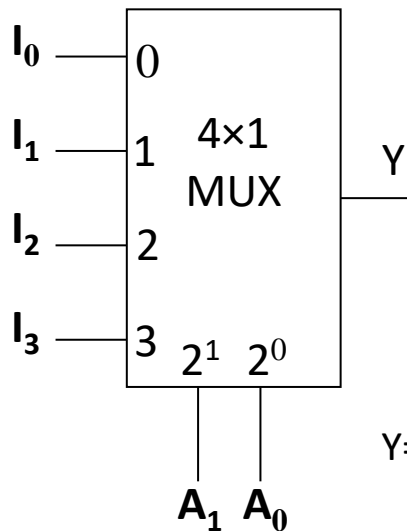 I₀ 0
I₁ 1 4×1
MUX Y
I₂ 2
I₃ 3 2¹ 2⁰
Y=
A₁ A₀